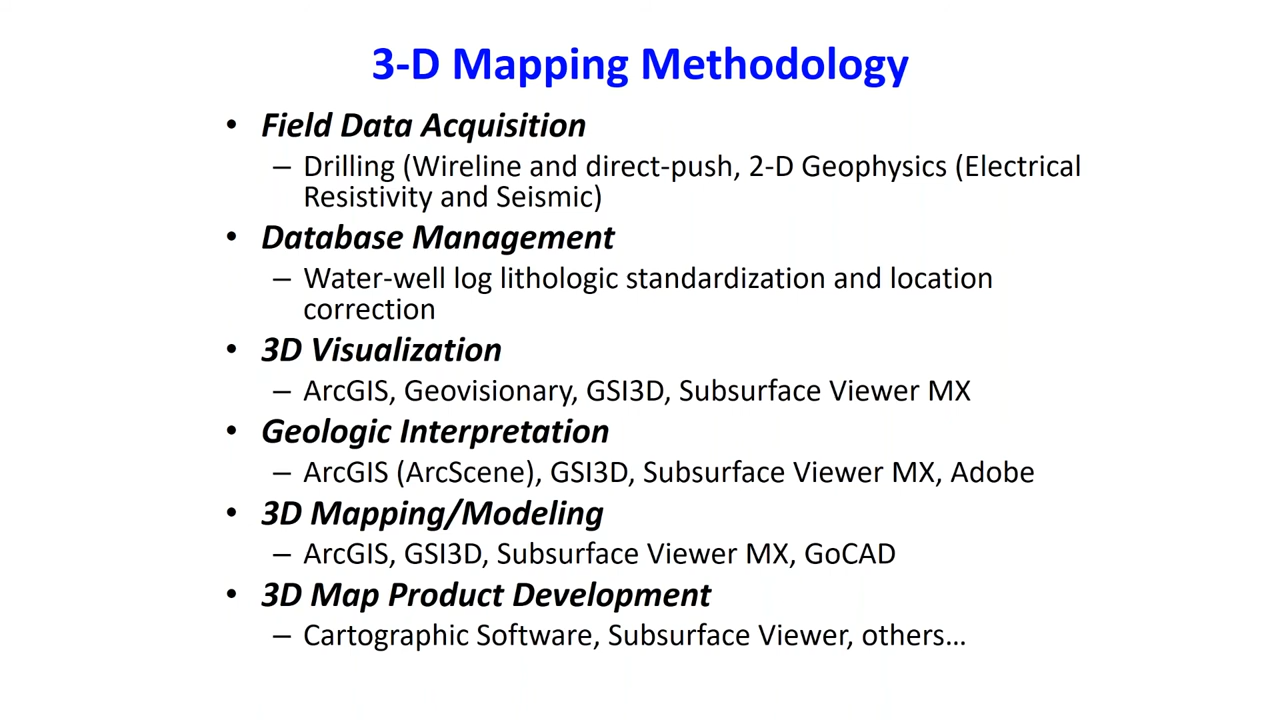 3-D Mapping Methodology
• Field Data Acquisition
– Drilling (Wireline and direct-push, 2-D Geophysics (Electrical
Resistivity and Seismic)
• Database Management
– Water-well log lithologic standardization and location
correction
• 3D Visualization
– ArcGIS, Geovisionary, GSI3D, Subsurface Viewer MX
• Geologic Interpretation
– ArcGIS (ArcScene), GSI3D, Subsurface Viewer MX, Adobe
• 3D Mapping/Modeling
– ArcGIS, GSI3D, Subsurface Viewer MX, GoCAD
• 3D Map Product Development
– Cartographic Software, Subsurface Viewer, others…